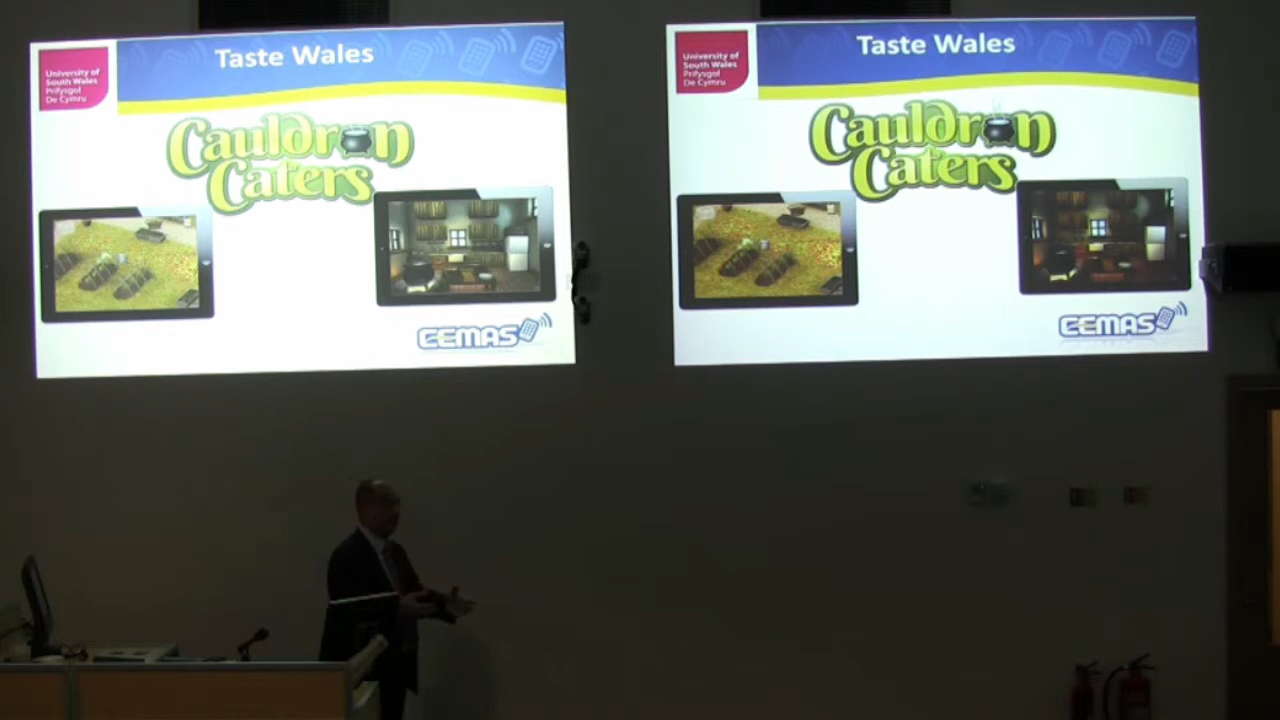 Taste Wales
University of
South Wales
Prifysgol
De Cymru
Cauldron
Caters
CEMAS
Taste Wales
University of
South Wales
Prifysgol
De Cymru
Cauldron
Caters
CEMAS